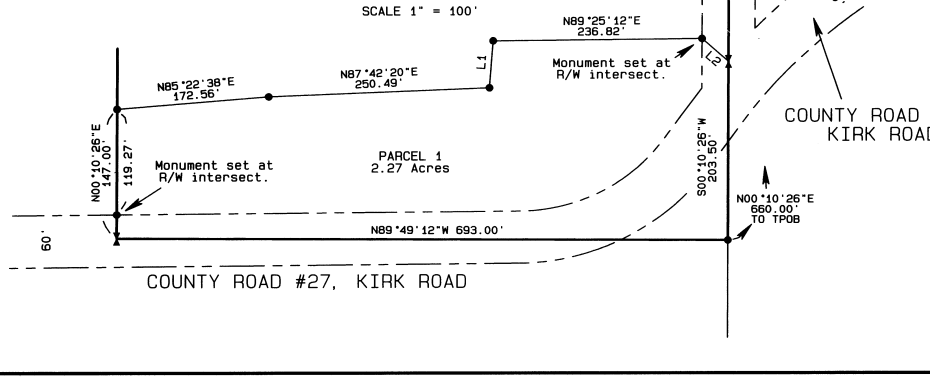 SCALE 1" = 100'
N89°25'12"E
236.82'
L1
L2
Monument set at
R/W intersect.
N87°42'20"E
250.49'
N85°22'38"E
172.56'
COUNTY ROAD
KIRK ROAD
N00°10'26"E
147.00'
119.27'
Monument set at
R/W intersect.
PARCEL 1
2.27 Acres
S00°10'26"W
203.50'
N00°10'26"E
660.00'
TO TPOB
60'
N89°49'12"W 693.00'
COUNTY ROAD #27, KIRK ROAD